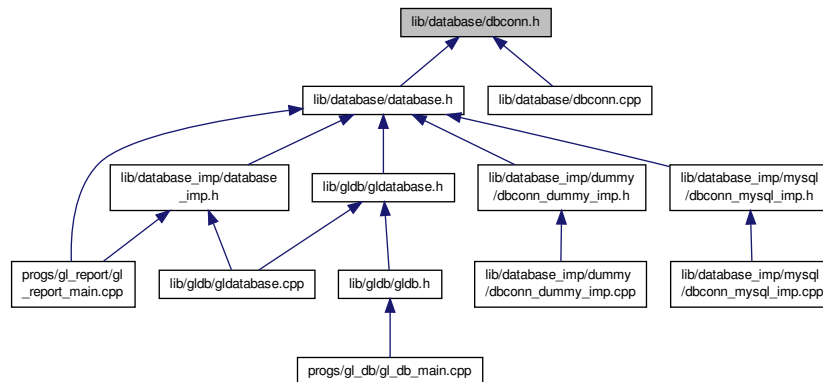 lib/database/dbconn.h
lib/database/database.h
lib/database/dbconn.cpp
lib/database_imp/database
_imp.h
lib/gldb/gldatabase.h
lib/database_imp/dummy
/dbconn_dummy_imp.h
lib/database_imp/mysql
/dbconn_mysql_imp.h
progs/gl_report/gl
_report_main.cpp
lib/gldb/gldatabase.cpp
lib/gldb/gldb.h
lib/database_imp/dummy
/dbconn_dummy_imp.cpp
lib/database_imp/mysql
/dbconn_mysql_imp.cpp
progs/gl_db/gl_db_main.cpp